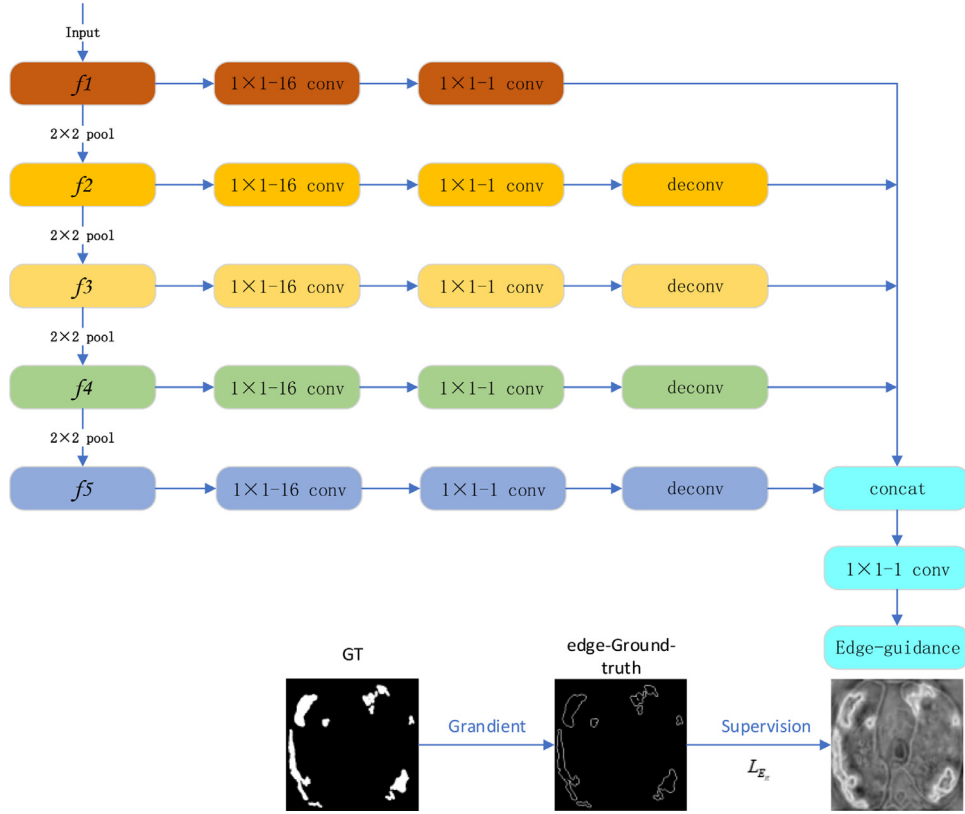 Input
f1 1×1-16 conv 1×1-1 conv
2×2 pool
f2 1×1-16 conv 1×1-1 conv deconv
2×2 pool
f3 1×1-16 conv 1×1-1 conv deconv
2×2 pool
f4 1×1-16 conv 1×1-1 conv deconv
2×2 pool
f5 1×1-16 conv 1×1-1 conv deconv concat
1×1-1 conv
Edge-guidance
GT
edge-Ground-
truth
Grandient
Supervision